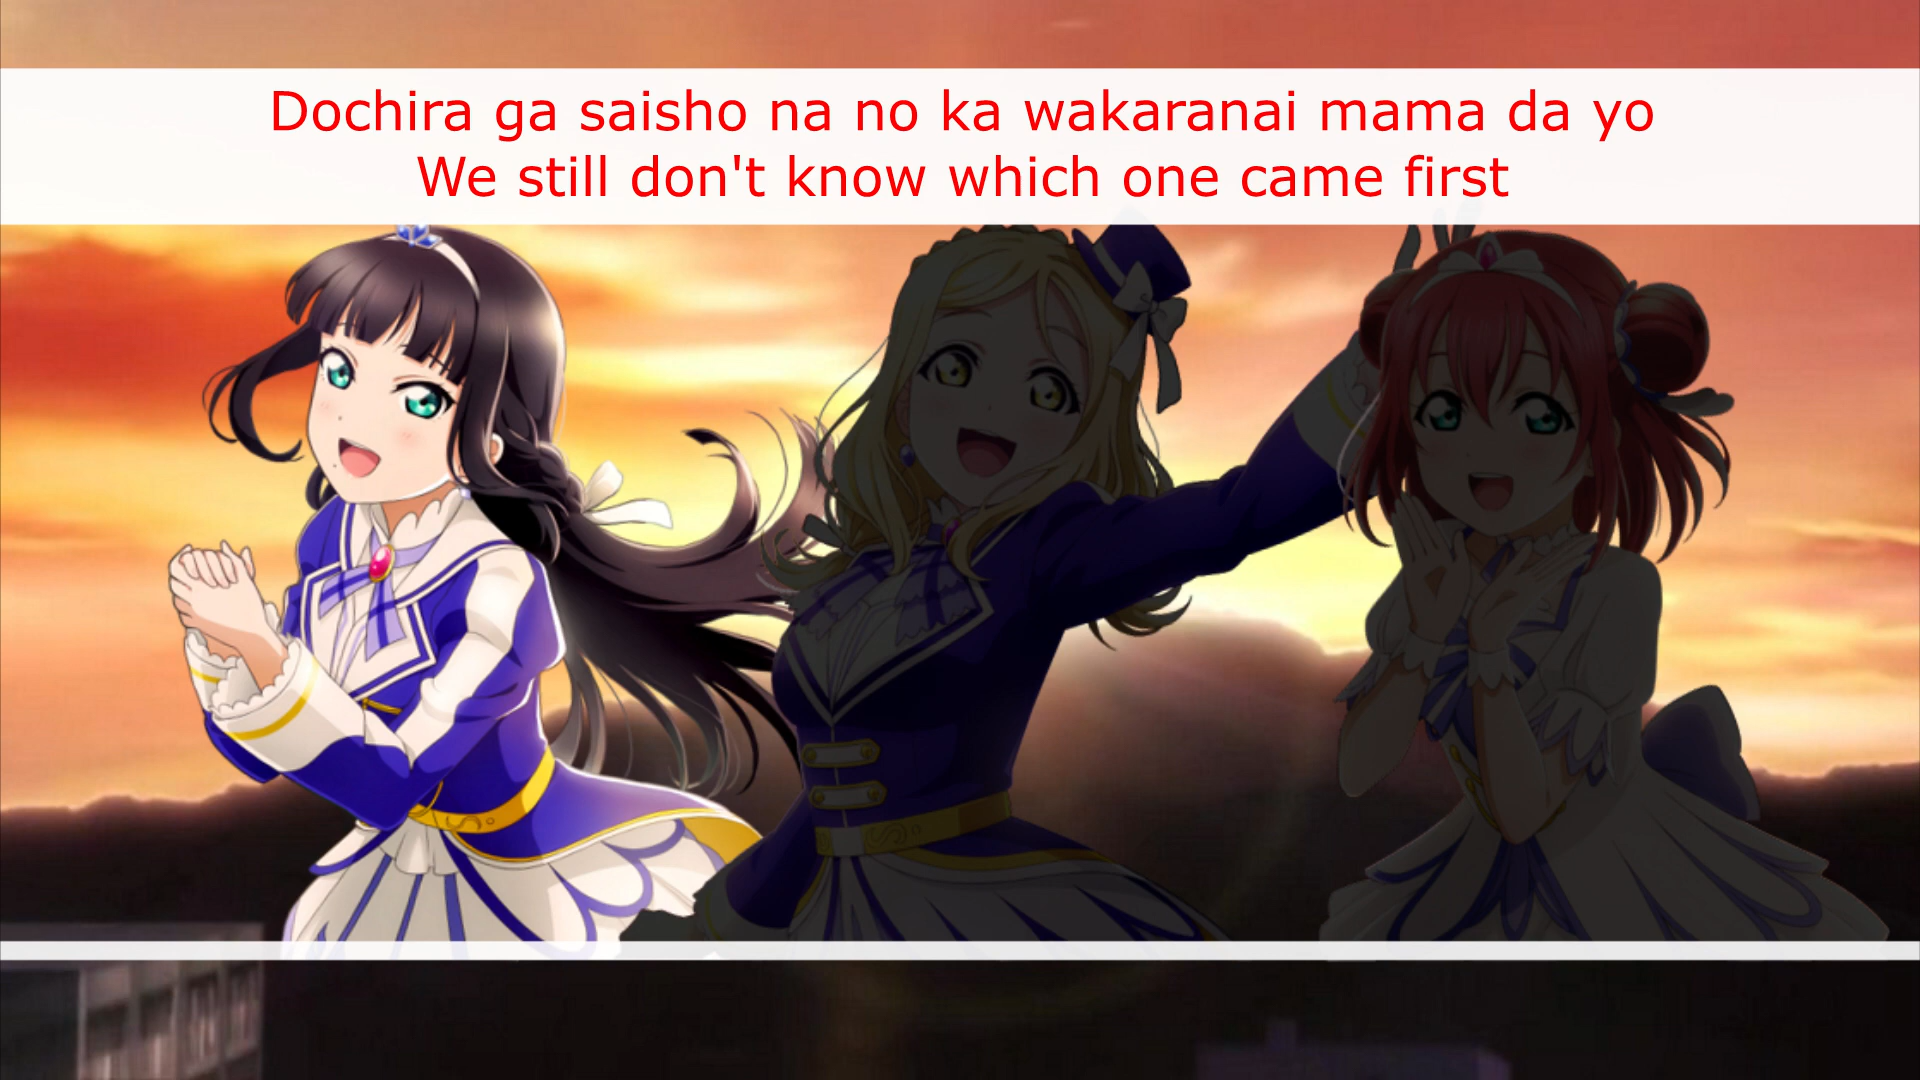 Dochira ga saisho na no ka wakaranai mama da yo
We still don't know which one came first